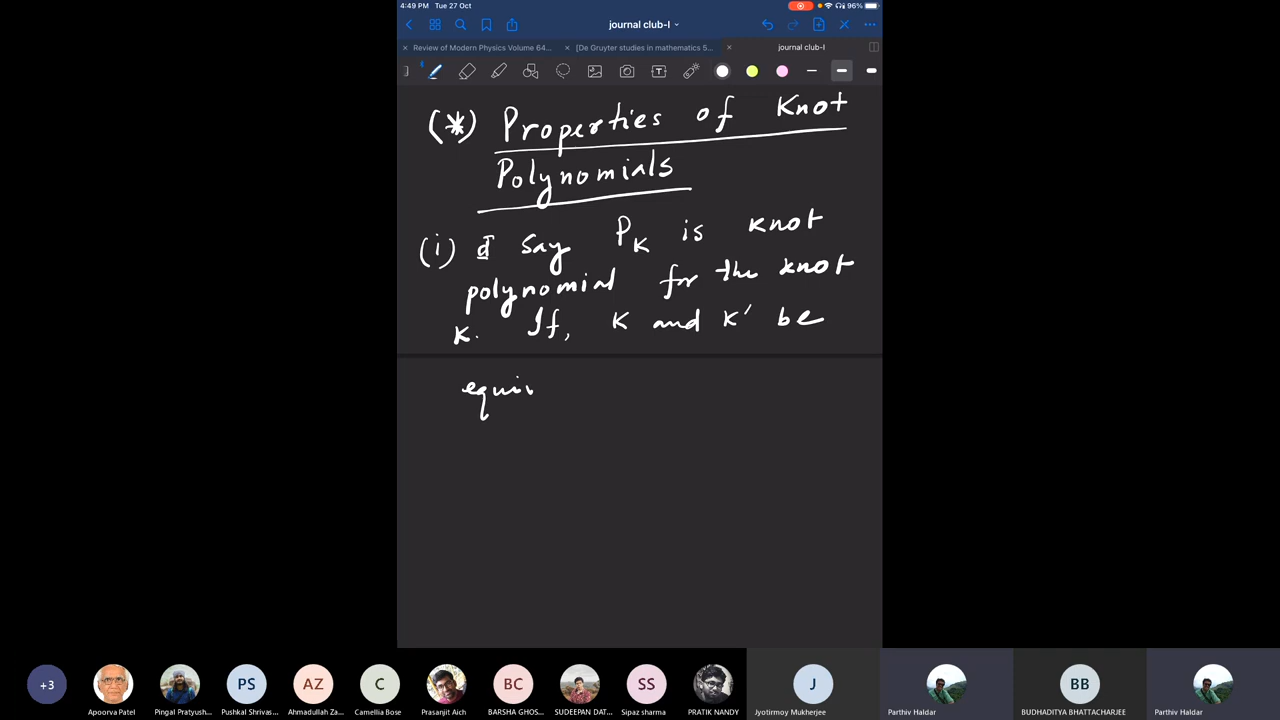 4:49 PM Tue 27 Oct
96%
journal club-I
Review of Modern Physics Volume 64...
[De Gruyter studies in mathematics 5...
journal club-I
(*) Properties of Knot
Polynomials
(i) Say P_K is knot
polynomial for the knot
K. If, K and K' be
equiv
+3
PS
AZ
C
BC
SS
J
BB
Apoorva Patel
Pingal Pratyush...
Pushkal Shrivas...
Ahmadullah Za...
Camellia Bose
Prasanjit Aich
BARSHA GHOS...
SUDEEPAN DAT...
Sipaz sharma
PRATIK NANDY
Jyotirmoy Mukherjee
Parthiv Haldar
BUDHADITYA BHATTACHARJEE
Parthiv Haldar